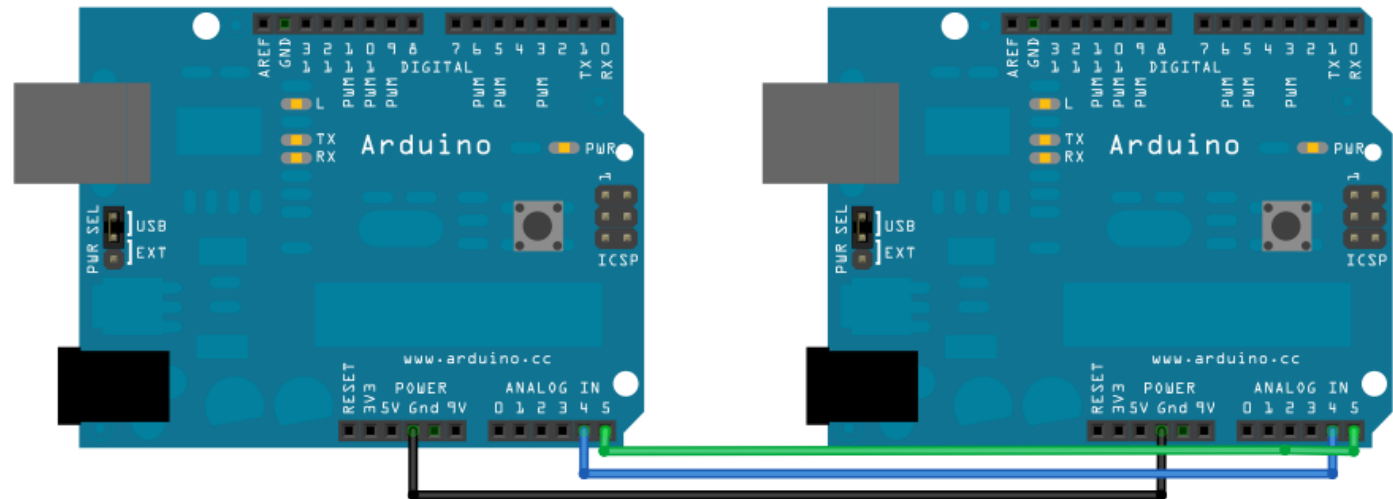 AREF GND 13 12 PWM 11 PWM 10 PWM 9 8 7 PWM 6 PWM 5 4 PWM 3 2 TX 1 RX 0
DIGITAL
L
TX
RX
Arduino
PWR
1
ICSP
PWR SEL
USB
EXT
www.arduino.cc
POWER
RESET 3V3 5V Gnd 9V
ANALOG IN
0 1 2 3 4 5
AREF GND 13 12 PWM 11 PWM 10 PWM 9 8 7 PWM 6 PWM 5 4 PWM 3 2 TX 1 RX 0
DIGITAL
L
TX
RX
Arduino
PWR
1
ICSP
PWR SEL
USB
EXT
www.arduino.cc
POWER
RESET 3V3 5V Gnd 9V
ANALOG IN
0 1 2 3 4 5